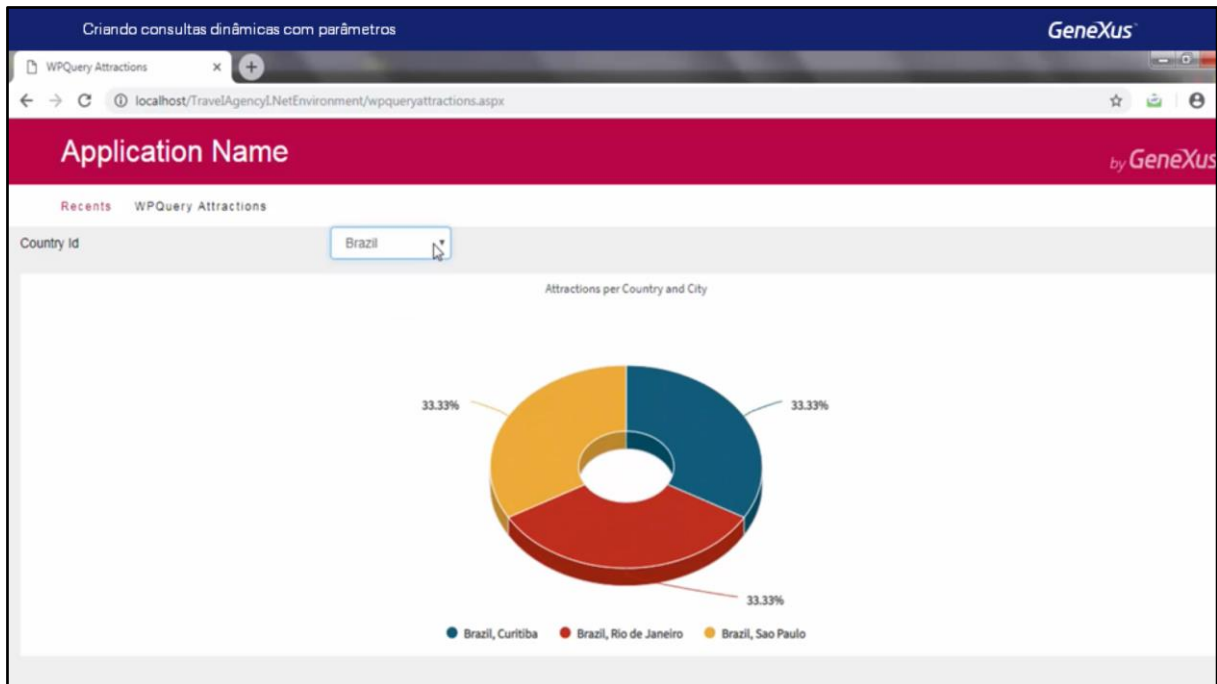 Criando consultas dinâmicas com parâmetros
GeneXus™
WPQuery Attractions
localhost/TravelAgencyI.NetEnvironment/wpqueryattractions.aspx
Application Name
by GeneXus
Recents WPQuery Attractions
Country Id Brazil
Attractions per Country and City
33.33% 33.33%
33.33%
Brazil, Curitiba Brazil, Rio de Janeiro Brazil, Sao Paulo